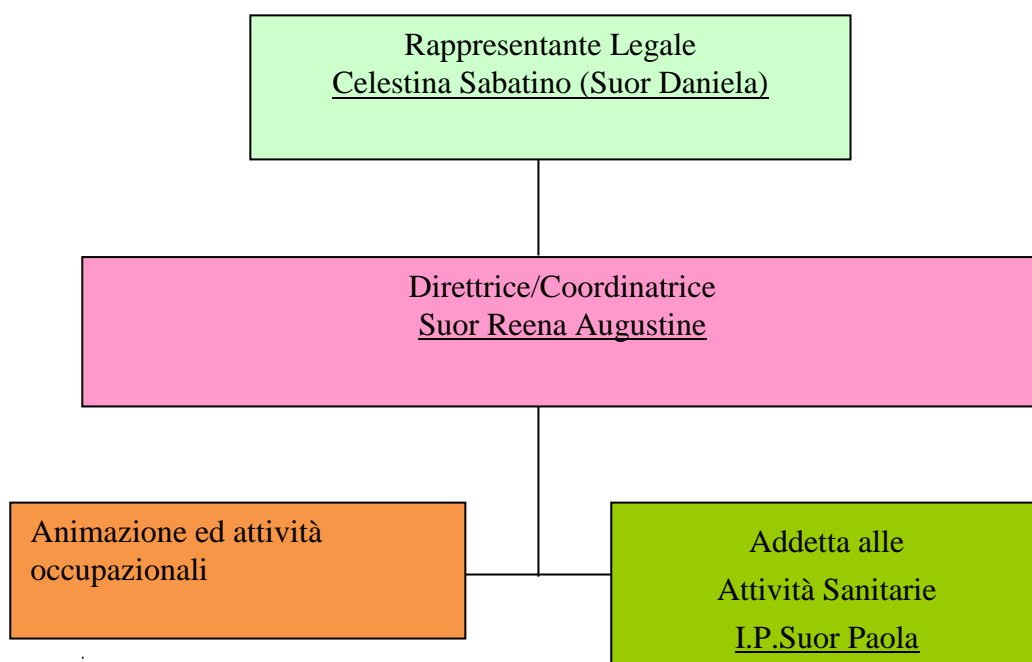 Rappresentante Legale
Celestina Sabatino (Suor Daniela)
Direttrice/Coordinatrice
Suor Reena Augustine
Animazione ed attività
occupazionali
Addetta alle
Attività Sanitarie
I.P.Suor Paola